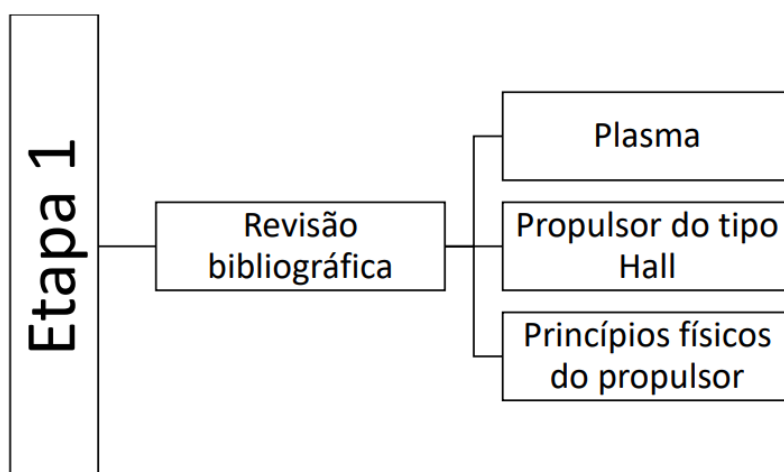 Etapa 1
Revisão
bibliográfica
Plasma
Propulsor do tipo
Hall
Princípios físicos
do propulsor